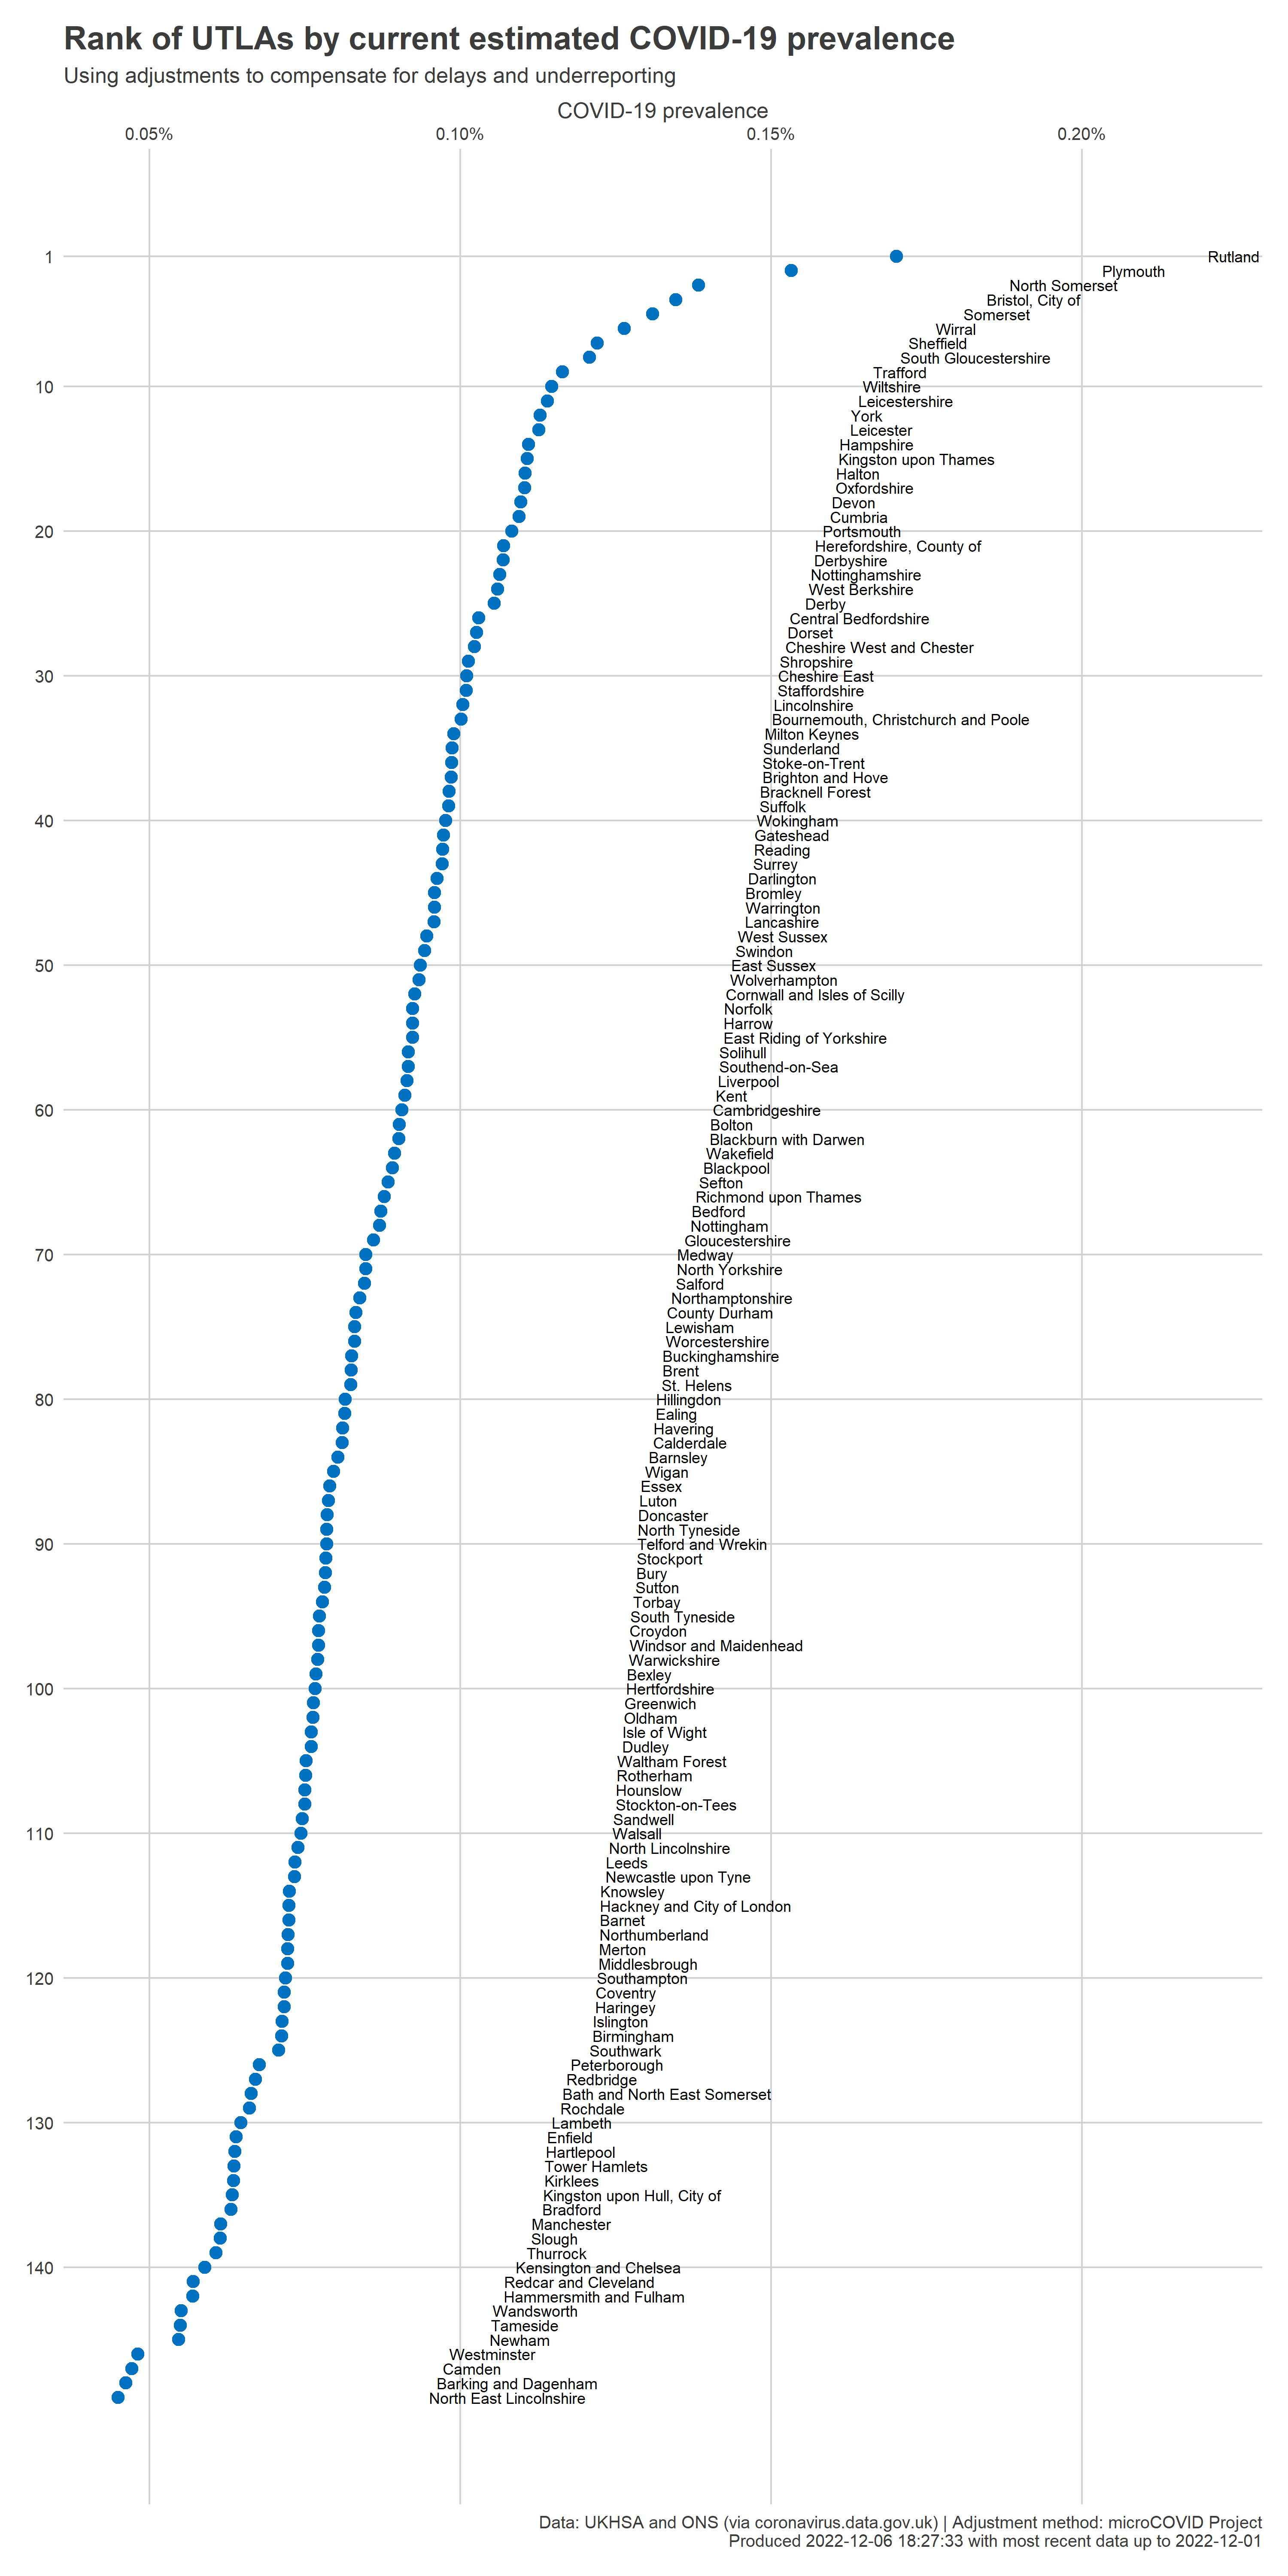 Rank of UTLAs by current estimated COVID-19 prevalence
Using adjustments to compensate for delays and underreporting
COVID-19 prevalence
0.05% 0.10% 0.15% 0.20%
1 Rutland
Plymouth
North Somerset
Bristol, City of
Somerset
Wirral
Sheffield
South Gloucestershire
Trafford
10 Wiltshire
Leicestershire
York
Leicester
Hampshire
Kingston upon Thames
Halton
Oxfordshire
Devon
Cumbria
20 Portsmouth
Herefordshire, County of
Derbyshire
Nottinghamshire
West Berkshire
Derby
Central Bedfordshire
Dorset
Cheshire West and Chester
Shropshire
30 Cheshire East
Staffordshire
Lincolnshire
Bournemouth, Christchurch and Poole
Milton Keynes
Sunderland
Stoke-on-Trent
Brighton and Hove
Bracknell Forest
Suffolk
40 Wokingham
Gateshead
Reading
Surrey
Darlington
Bromley
Warrington
Lancashire
West Sussex
Swindon
50 East Sussex
Wolverhampton
Cornwall and Isles of Scilly
Norfolk
Harrow
East Riding of Yorkshire
Solihull
Southend-on-Sea
Liverpool
Kent
60 Cambridgeshire
Bolton
Blackburn with Darwen
Wakefield
Blackpool
Sefton
Richmond upon Thames
Bedford
Nottingham
Gloucestershire
70 Medway
North Yorkshire
Salford
Northamptonshire
County Durham
Lewisham
Worcestershire
Buckinghamshire
Brent
St. Helens
80 Hillingdon
Ealing
Havering
Calderdale
Barnsley
Wigan
Essex
Luton
Doncaster
North Tyneside
90 Telford and Wrekin
Stockport
Bury
Sutton
Torbay
South Tyneside
Croydon
Windsor and Maidenhead
Warwickshire
Bexley
100 Hertfordshire
Greenwich
Oldham
Isle of Wight
Dudley
Waltham Forest
Rotherham
Hounslow
Stockton-on-Tees
Sandwell
110 Walsall
North Lincolnshire
Leeds
Newcastle upon Tyne
Knowsley
Hackney and City of London
Barnet
Northumberland
Merton
Middlesbrough
120 Southampton
Coventry
Haringey
Islington
Birmingham
Southwark
Peterborough
Redbridge
Bath and North East Somerset
Rochdale
130 Lambeth
Enfield
Hartlepool
Tower Hamlets
Kirklees
Kingston upon Hull, City of
Bradford
Manchester
Slough
Thurrock
140 Kensington and Chelsea
Redcar and Cleveland
Hammersmith and Fulham
Wandsworth
Tameside
Newham
Westminster
Camden
Barking and Dagenham
North East Lincolnshire
Data: UKHSA and ONS (via coronavirus.data.gov.uk) | Adjustment method: microCOVID Project
Produced 2022-12-06 18:27:33 with most recent data up to 2022-12-01